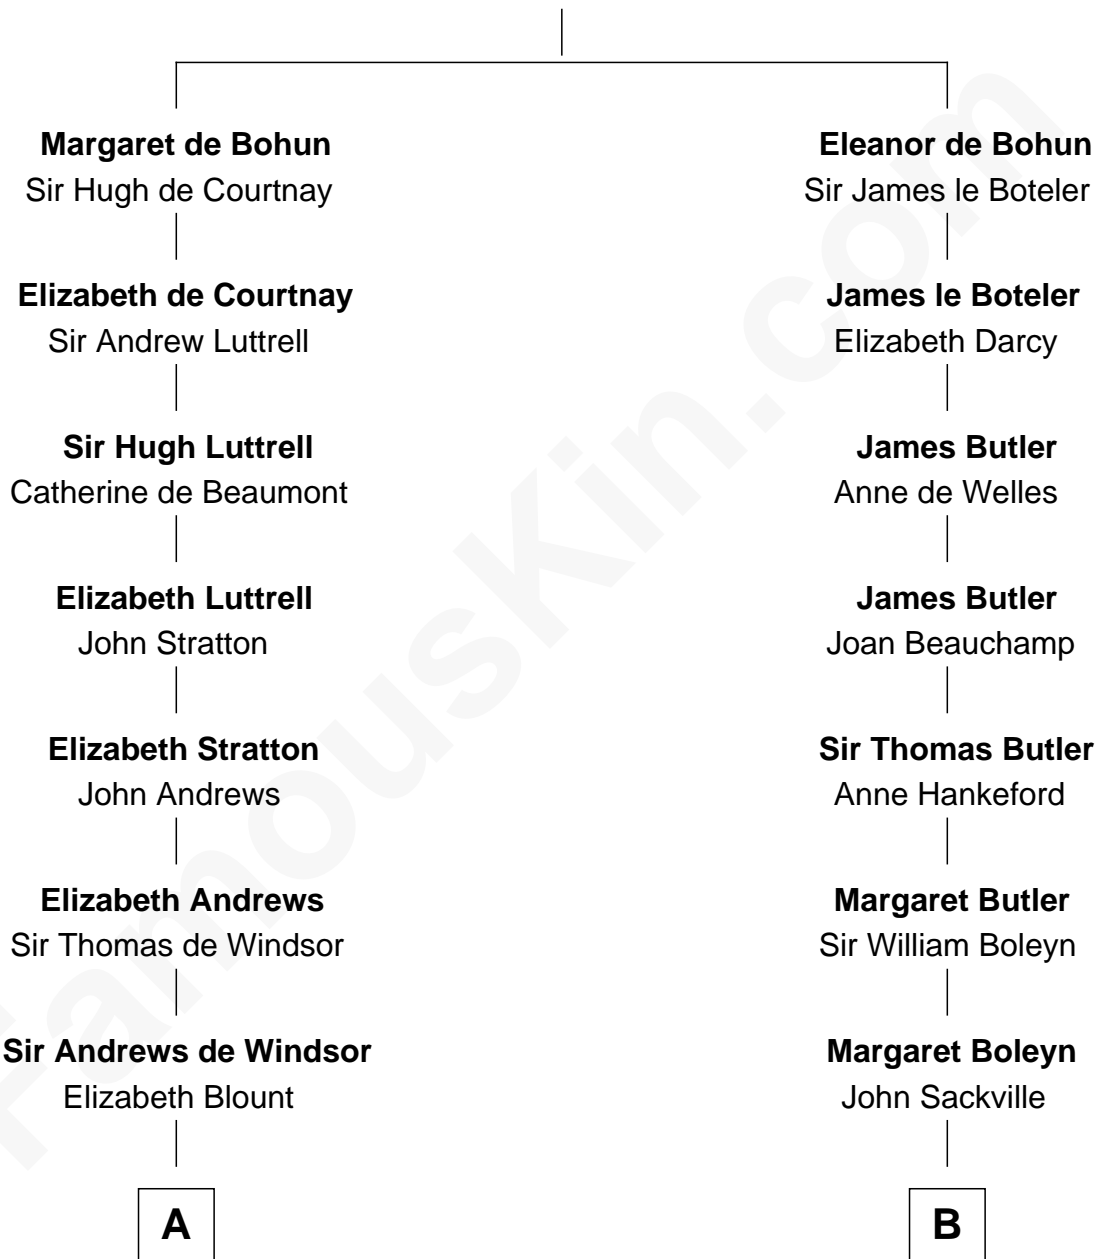 Margaret de Bohun
Sir Hugh de Courtnay
Elizabeth de Courtnay
Sir Andrew Luttrell
Sir Hugh Luttrell
Catherine de Beaumont
Elizabeth Luttrell
John Stratton
Elizabeth Stratton
John Andrews
Elizabeth Andrews
Sir Thomas de Windsor
Sir Andrews de Windsor
Elizabeth Blount
A
Eleanor de Bohun
Sir James le Boteler
James le Boteler
Elizabeth Darcy
James Butler
Anne de Welles
James Butler
Joan Beauchamp
Sir Thomas Butler
Anne Hankeford
Margaret Butler
Sir William Boleyn
Margaret Boleyn
John Sackville
B
FamousKin.com